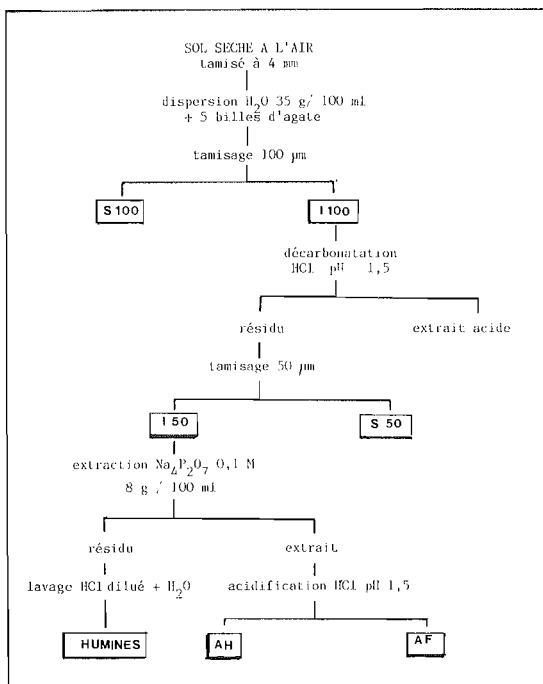 SOL SECHE A L'AIR
tamisé à 4 mm
dispersion H2O 35 g/ 100 ml
+ 5 billes d'agate
tamisage 100 µm
S 100
I 100
décarbonatation
HCl pH 1,5
résidu
extrait acide
tamisage 50 µm
I 50
S 50
extraction Na4P2O7 0,1 M
8 g / 100 ml
résidu
extrait
lavage HCl dilué + H2O
acidification HCl pH 1,5
HUMINES
AH
AF